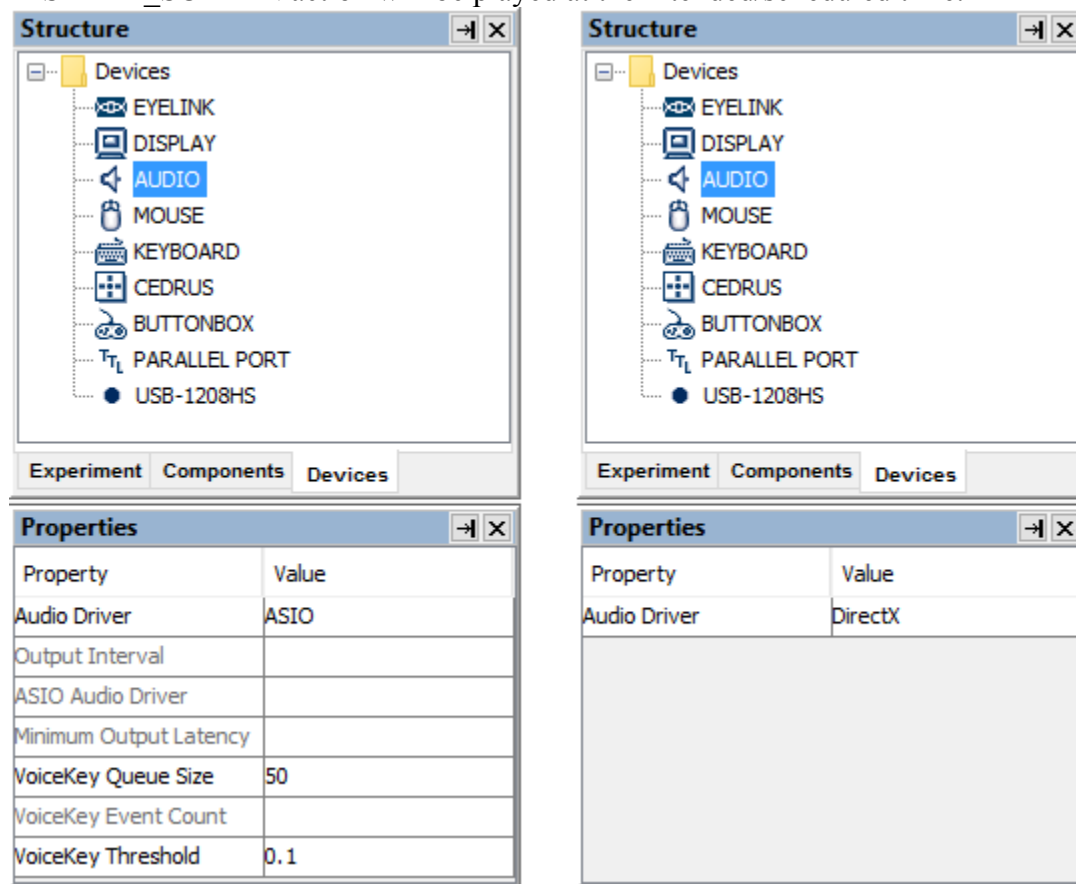 Structure
Devices
EYELINK
DISPLAY
AUDIO
MOUSE
KEYBOARD
CEDRUS
BUTTONBOX
TTL PARALLEL PORT
USB-1208HS
Experiment Components Devices
Properties
Property Value
Audio Driver ASIO
Output Interval
ASIO Audio Driver
Minimum Output Latency
VoiceKey Queue Size 50
VoiceKey Event Count
VoiceKey Threshold 0.1
Structure
Devices
EYELINK
DISPLAY
AUDIO
MOUSE
KEYBOARD
CEDRUS
BUTTONBOX
TTL PARALLEL PORT
USB-1208HS
Experiment Components Devices
Properties
Property Value
Audio Driver DirectX